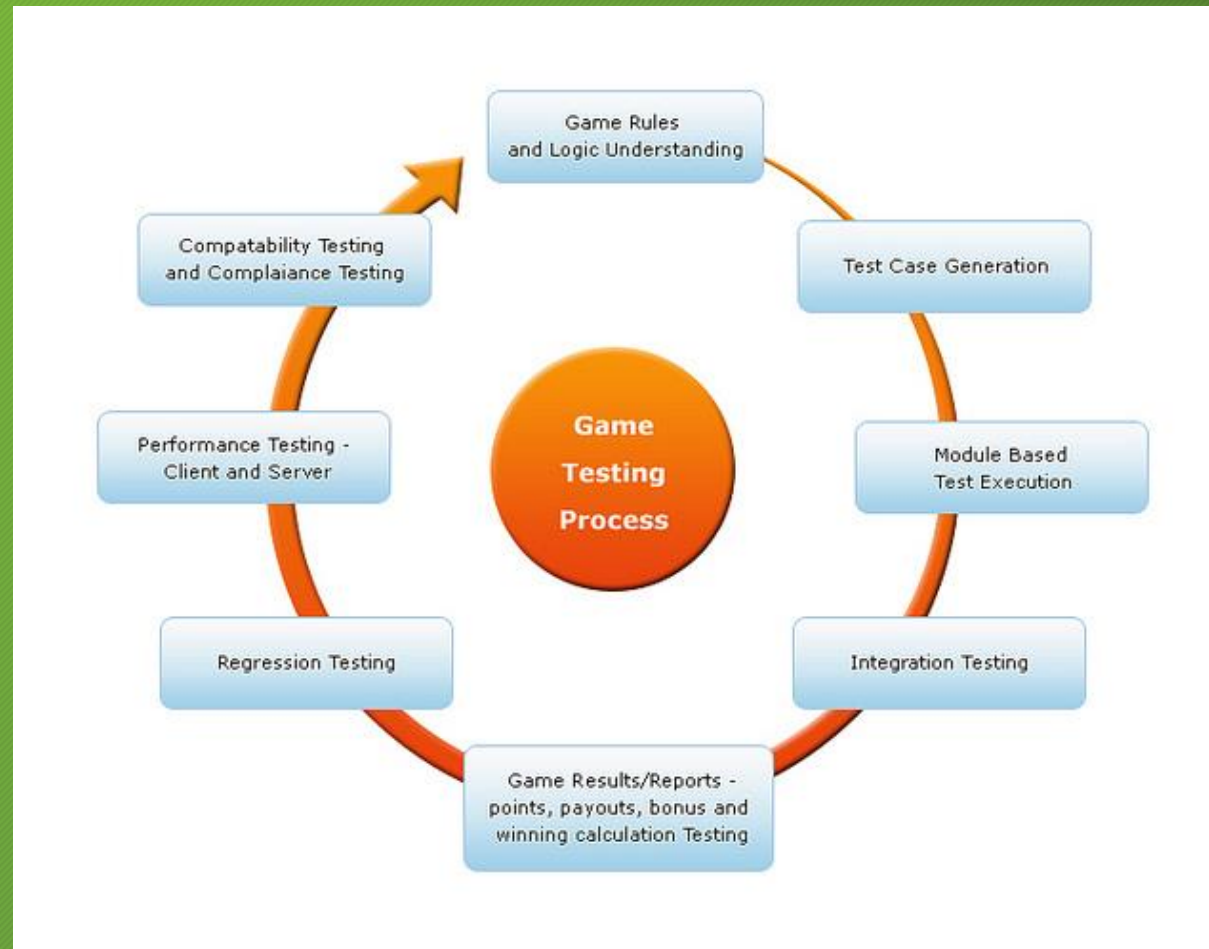 Game Rules
and Logic Understanding
Test Case Generation
Module Based
Test Execution
Integration Testing
Game Results/Reports -
points, payouts, bonus and
winning calculation Testing
Regression Testing
Performance Testing -
Client and Server
Compatability Testing
and Complaiance Testing
Game
Testing
Process